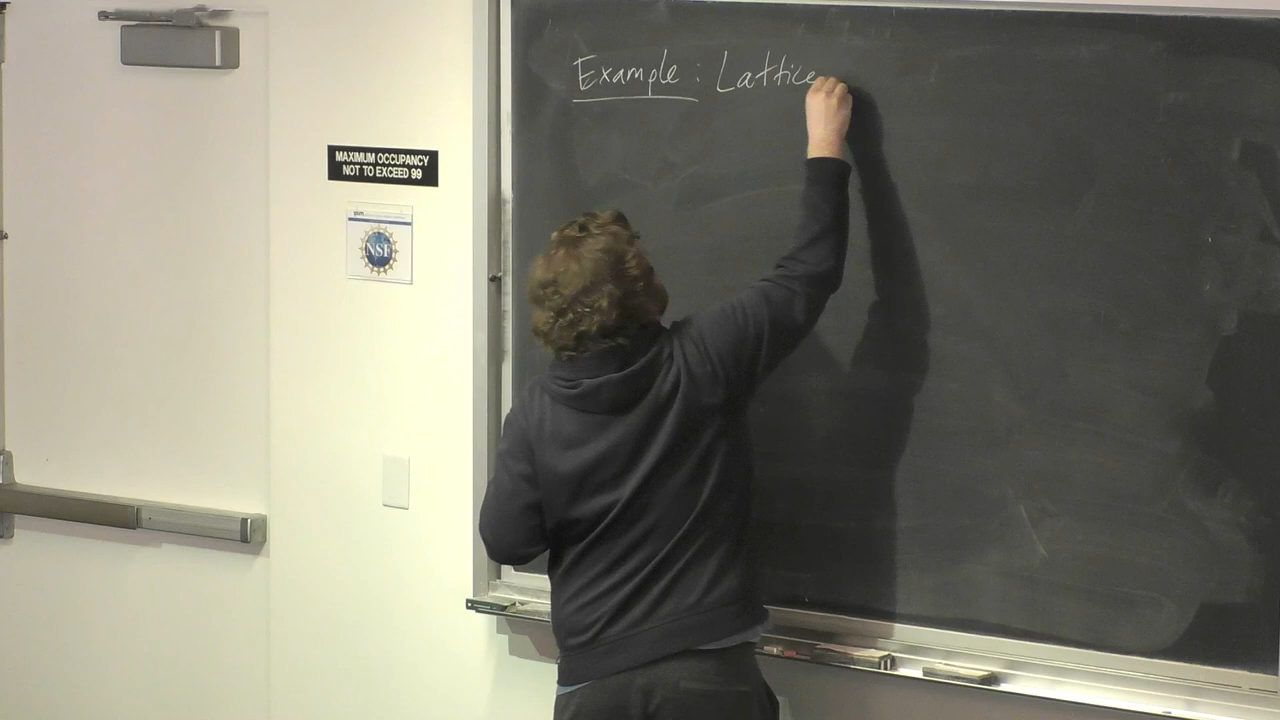 Example : Lattice
MAXIMUM OCCUPANCY
NOT TO EXCEED 99
NSF